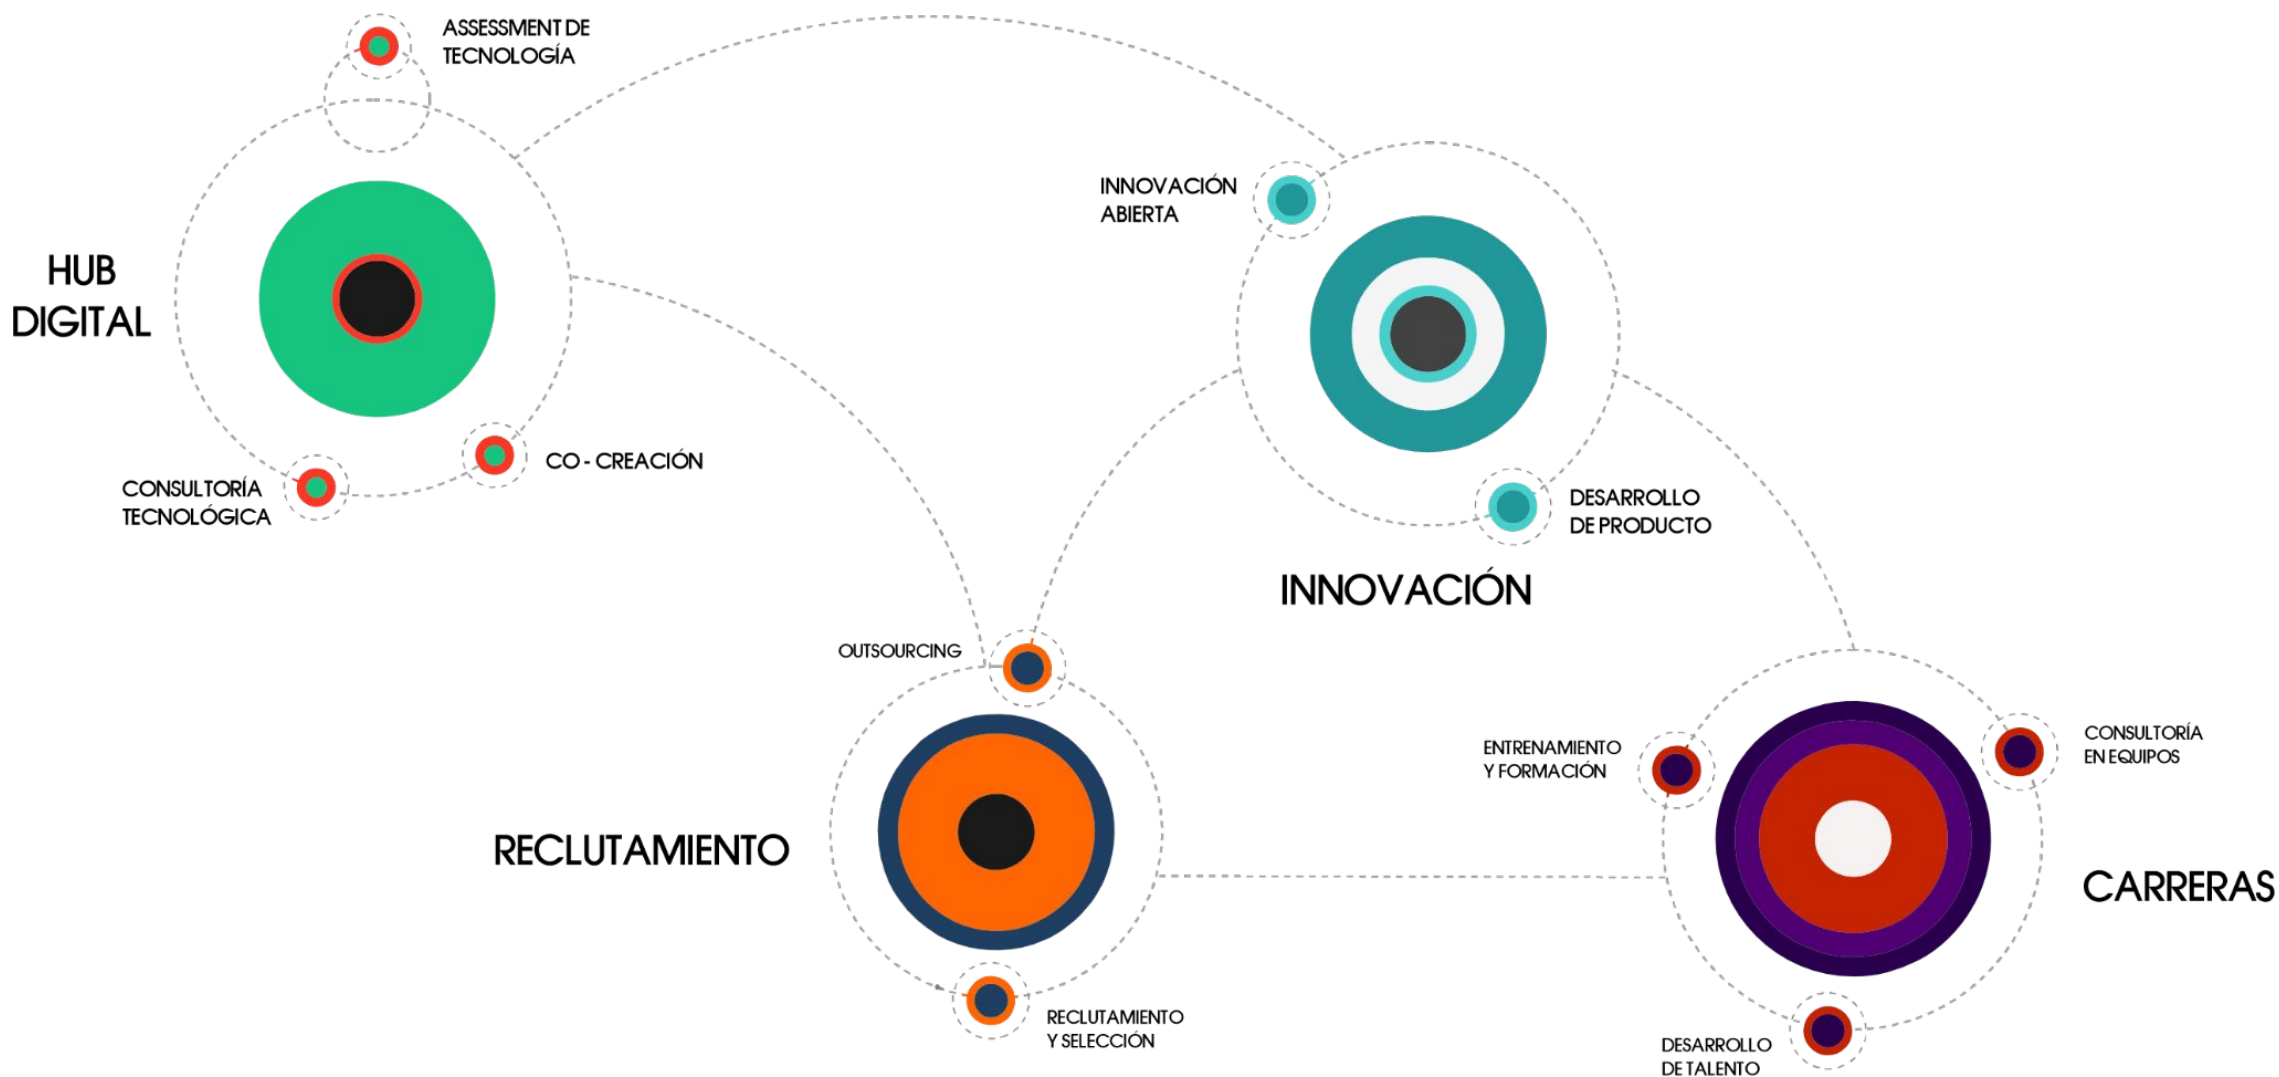 ASSESSMENT DE
TECNOLOGÍA
HUB
DIGITAL
CONSULTORÍA
TECNOLÓGICA
CO - CREACIÓN
INNOVACIÓN
ABIERTA
DESARROLLO
DE PRODUCTO
INNOVACIÓN
OUTSOURCING
RECLUTAMIENTO
RECLUTAMIENTO
Y SELECCIÓN
ENTRENAMIENTO
Y FORMACIÓN
CONSULTORÍA
EN EQUIPOS
CARRERAS
DESARROLLO
DE TALENTO